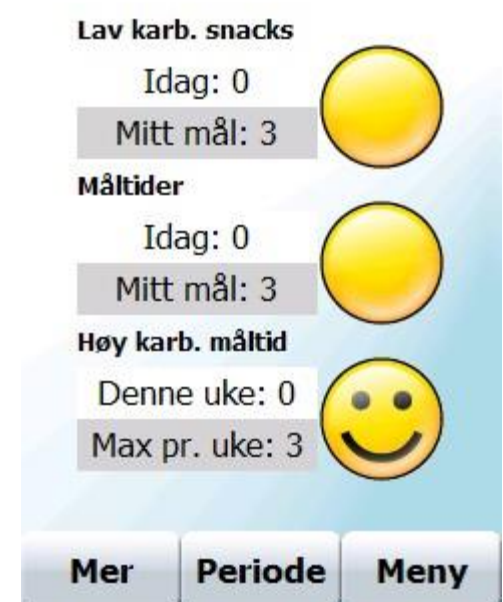 Lav karb. snacks
Idag: 0
Mitt mål: 3
Måltider
Idag: 0
Mitt mål: 3
Høy karb. måltid
Denne uke: 0
Max pr. uke: 3
Mer Periode Meny